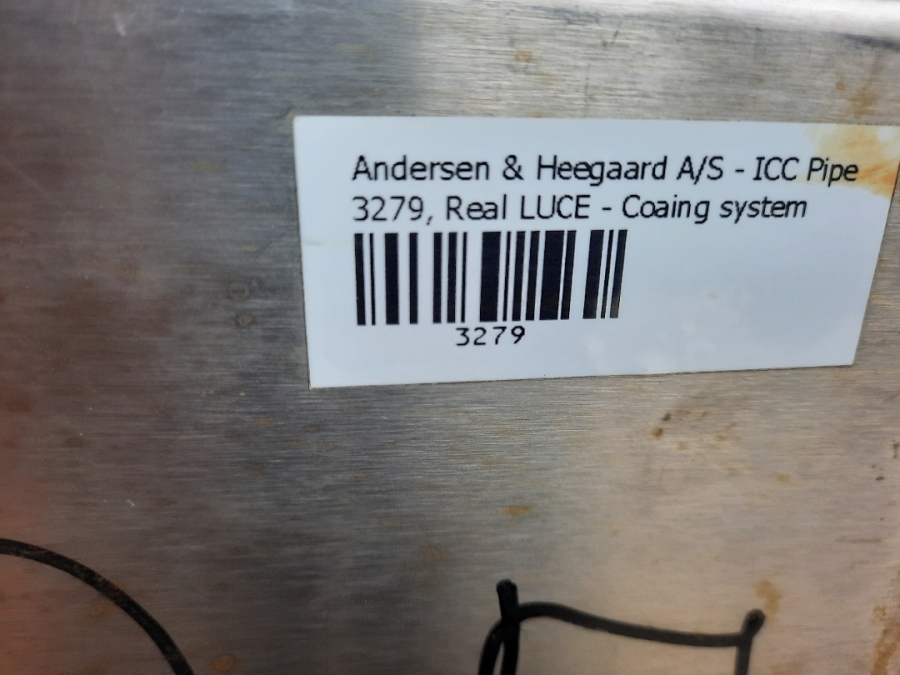 Andersen & Heegaard A/S - ICC Pipe
3279, Real LUCE - Coaing system
3279